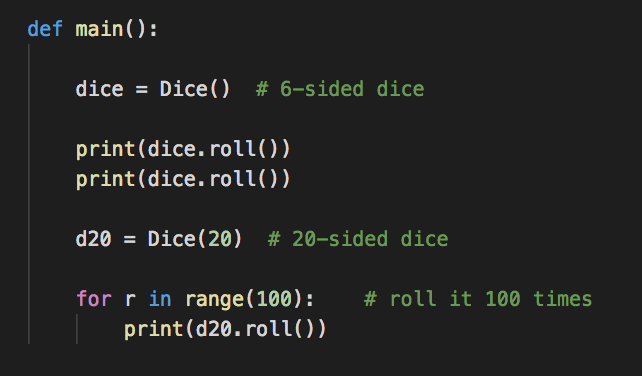 def main():
dice = Dice()  # 6-sided dice
print(dice.roll())
print(dice.roll())
d20 = Dice(20)  # 20-sided dice
for r in range(100):    # roll it 100 times
print(d20.roll())